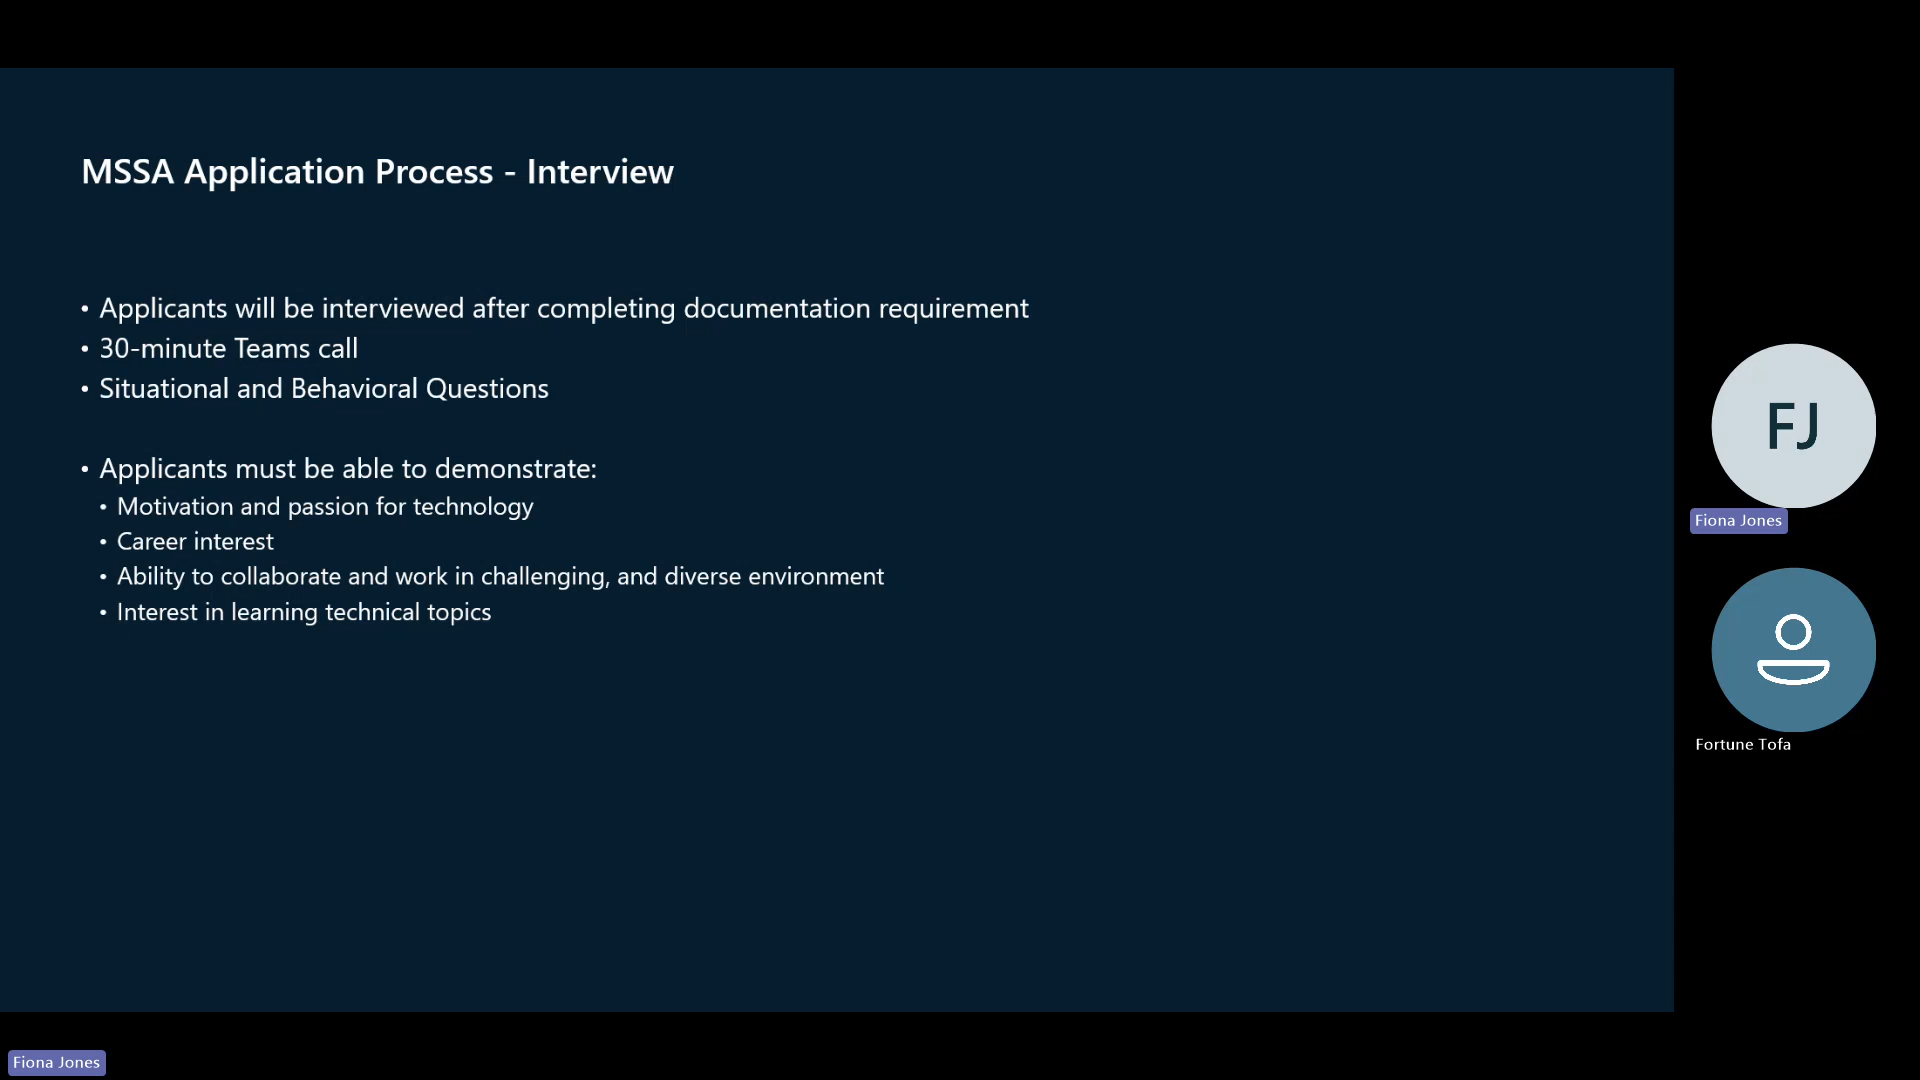 MSSA Application Process - Interview
• Applicants will be interviewed after completing documentation requirement
• 30-minute Teams call
• Situational and Behavioral Questions
• Applicants must be able to demonstrate:
• Motivation and passion for technology
• Career interest
• Ability to collaborate and work in challenging, and diverse environment
• Interest in learning technical topics
FJ
Fiona Jones
Fortune Tofa
Fiona Jones